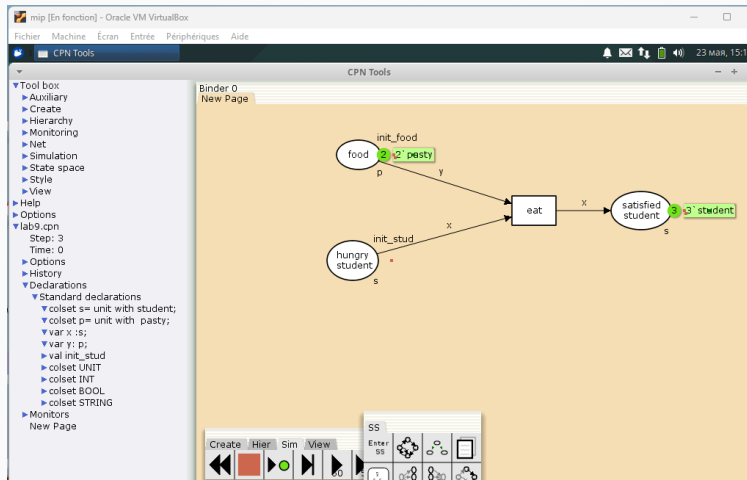 mip [En fonction] - Oracle VM VirtualBox
Fichier Machine Écran Entrée Périphériques Aide
CPN Tools
23 мая, 15:1
CPN Tools
Tool box
Auxiliary
Create
Hierarchy
Monitoring
Net
Simulation
State space
Style
View
Help
Options
lab9.cpn
Step: 3
Time: 0
Options
History
Declarations
Standard declarations
colset s= unit with student;
colset p= unit with pasty;
var x :s;
var y: p;
val init_stud
colset UNIT
colset INT
colset BOOL
colset STRING
Monitors
New Page
Binder 0
New Page
init_food
food
2
2`pasty
p
y
eat
x
satisfied
student
3
3`student
s
x
init_stud
hungry
student
s
Create Hier Sim View
SS
Enter
SS